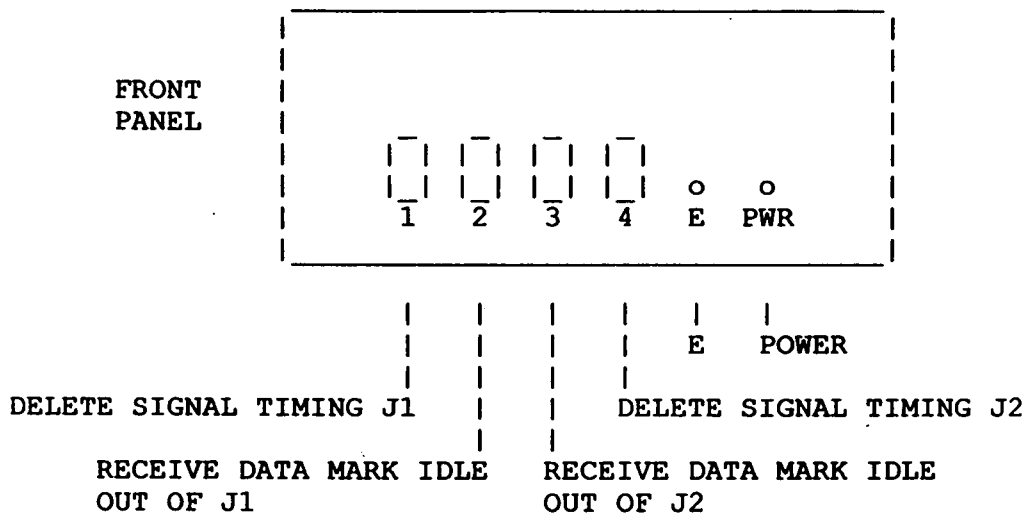 FRONT
PANEL
1 2 3 4 E PWR
E POWER
DELETE SIGNAL TIMING J1 DELETE SIGNAL TIMING J2
RECEIVE DATA MARK IDLE RECEIVE DATA MARK IDLE
OUT OF J1 OUT OF J2